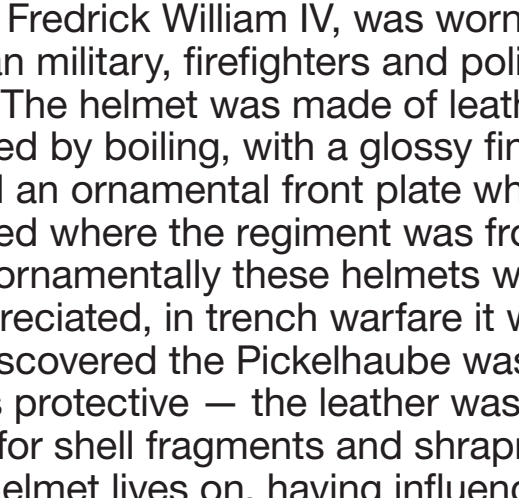 Fredrick William IV, was worn
an military, firefighters and poli
The helmet was made of leath
ed by boiling, with a glossy fin
l an ornamental front plate wh
ed where the regiment was fro
ornamentally these helmets w
reciated, in trench warfare it w
scovered the Pickelhaube was
s protective — the leather was
for shell fragments and shrapn
elmet lives on, having influenc